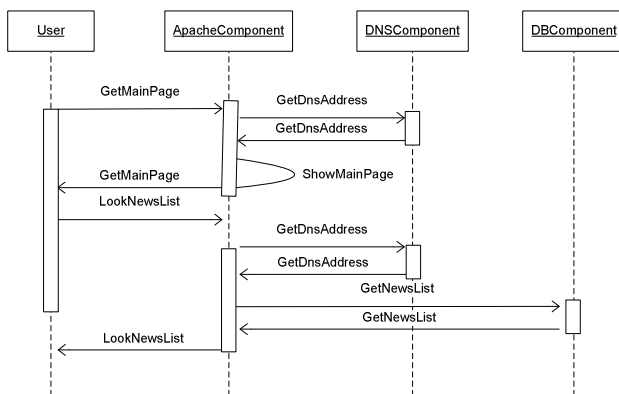 User
ApacheComponent
DNSComponent
DBComponent
GetMainPage
GetDnsAddress
GetDnsAddress
GetMainPage
ShowMainPage
LookNewsList
GetDnsAddress
GetDnsAddress
GetNewsList
GetNewsList
LookNewsList